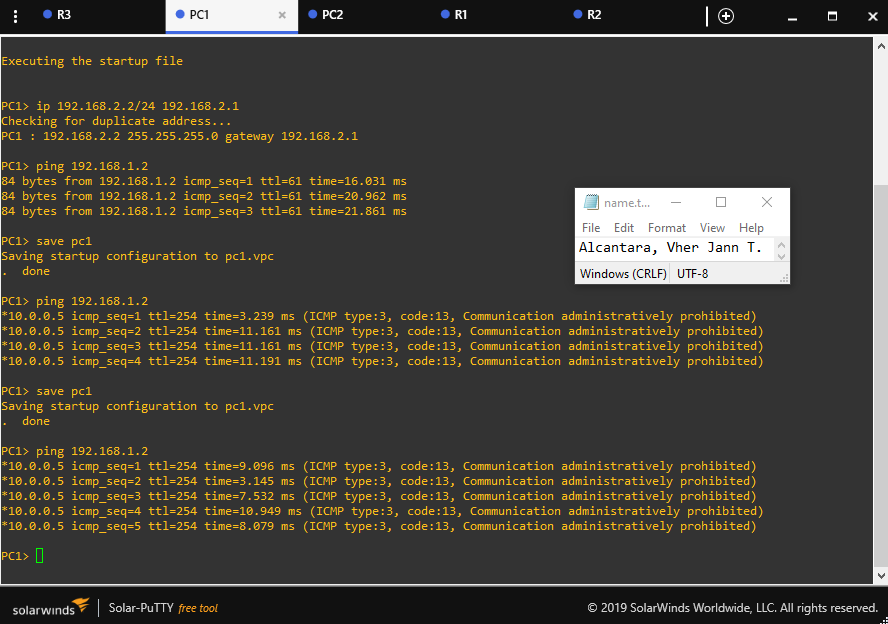 R3
PC1
PC2
R1
R2
Executing the startup file
PC1> ip 192.168.2.2/24 192.168.2.1
Checking for duplicate address...
PC1 : 192.168.2.2 255.255.255.0 gateway 192.168.2.1
PC1> ping 192.168.1.2
84 bytes from 192.168.1.2 icmp_seq=1 ttl=61 time=16.031 ms
84 bytes from 192.168.1.2 icmp_seq=2 ttl=61 time=20.962 ms
84 bytes from 192.168.1.2 icmp_seq=3 ttl=61 time=21.861 ms
PC1> save pc1
Saving startup configuration to pc1.vpc
.  done
PC1> ping 192.168.1.2
*10.0.0.5 icmp_seq=1 ttl=254 time=3.239 ms (ICMP type:3, code:13, Communication administratively prohibited)
*10.0.0.5 icmp_seq=2 ttl=254 time=11.161 ms (ICMP type:3, code:13, Communication administratively prohibited)
*10.0.0.5 icmp_seq=3 ttl=254 time=11.161 ms (ICMP type:3, code:13, Communication administratively prohibited)
*10.0.0.5 icmp_seq=4 ttl=254 time=11.191 ms (ICMP type:3, code:13, Communication administratively prohibited)
PC1> save pc1
Saving startup configuration to pc1.vpc
.  done
PC1> ping 192.168.1.2
*10.0.0.5 icmp_seq=1 ttl=254 time=9.096 ms (ICMP type:3, code:13, Communication administratively prohibited)
*10.0.0.5 icmp_seq=2 ttl=254 time=3.145 ms (ICMP type:3, code:13, Communication administratively prohibited)
*10.0.0.5 icmp_seq=3 ttl=254 time=7.532 ms (ICMP type:3, code:13, Communication administratively prohibited)
*10.0.0.5 icmp_seq=4 ttl=254 time=10.949 ms (ICMP type:3, code:13, Communication administratively prohibited)
*10.0.0.5 icmp_seq=5 ttl=254 time=8.079 ms (ICMP type:3, code:13, Communication administratively prohibited)
PC1>
name.t...
File Edit Format View Help
Alcantara, Vher Jann T.
Windows (CRLF) UTF-8
solarwinds Solar-PuTTY free tool
© 2019 SolarWinds Worldwide, LLC. All rights reserved.